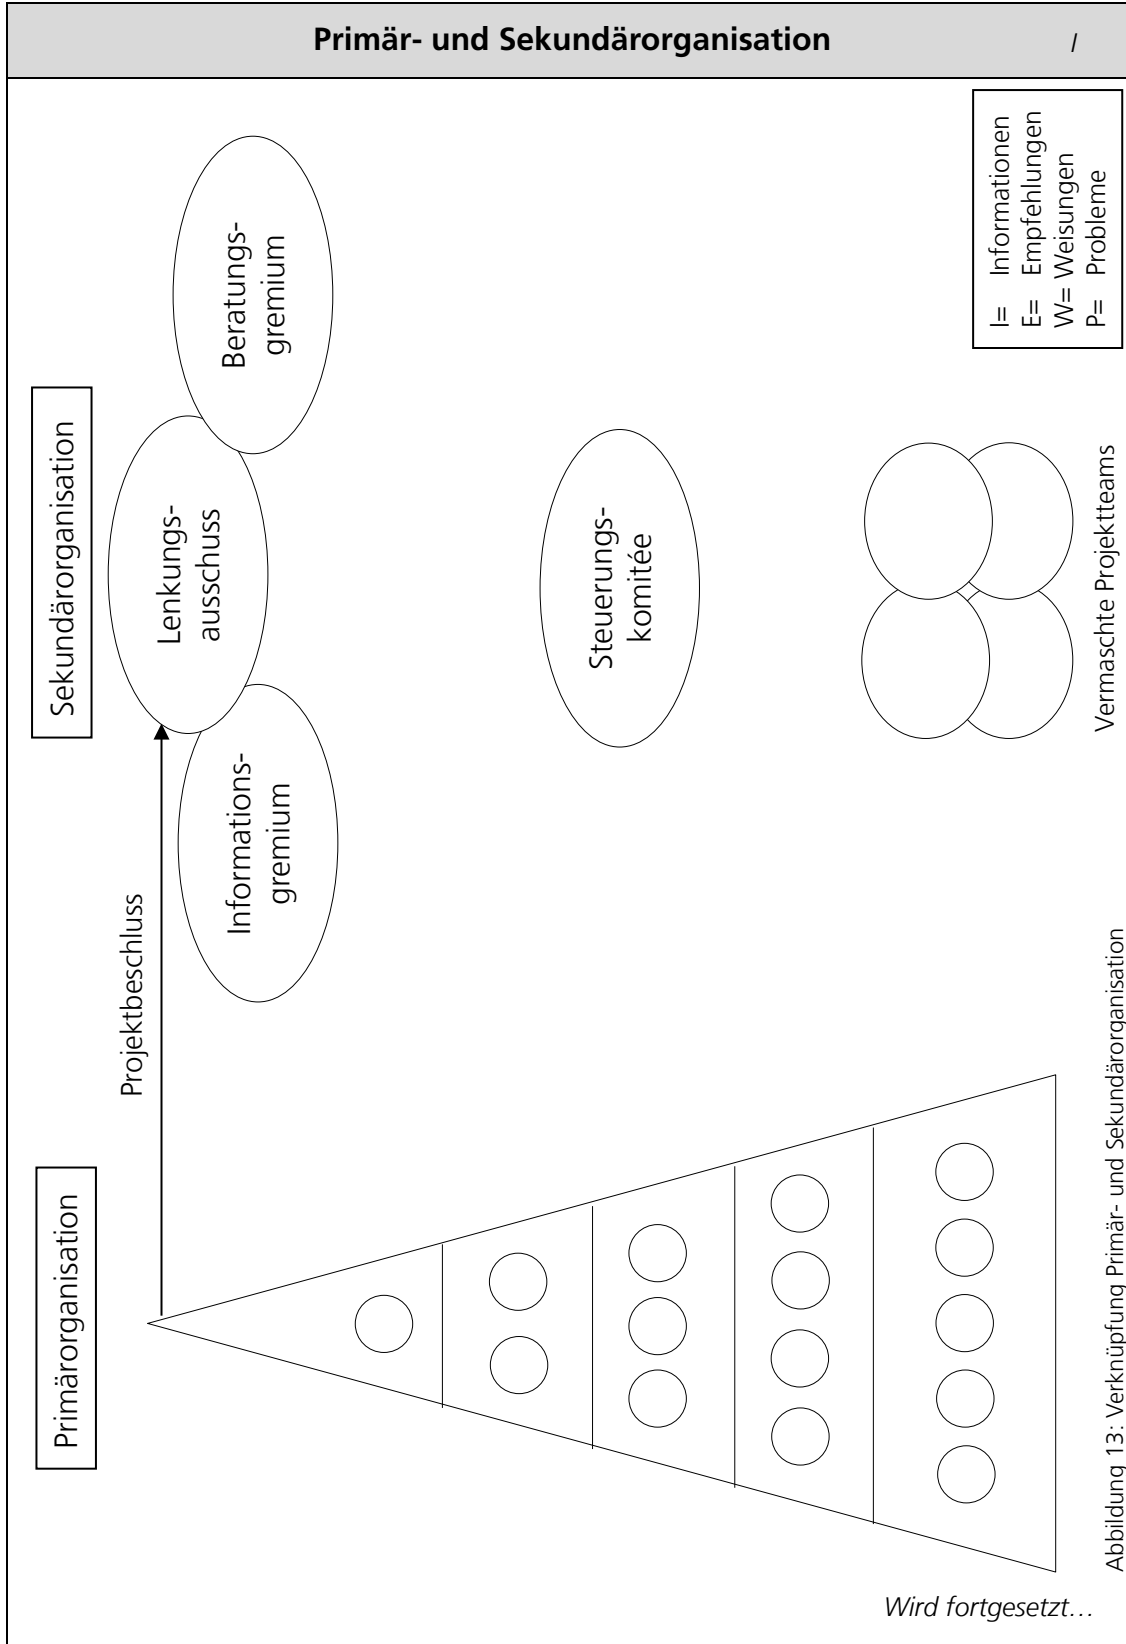 Primär- und Sekundärorganisation
I
Primärorganisation
Sekundärorganisation
Projektbeschluss
Informations-
gremium
Lenkungs-
ausschuss
Beratungs-
gremium
Steuerungs-
komitée
Vermaschte Projektteams
I= Informationen
E= Empfehlungen
W= Weisungen
P= Probleme
Abbildung 13: Verknüpfung Primär- und Sekundärorganisation
Wird fortgesetzt…